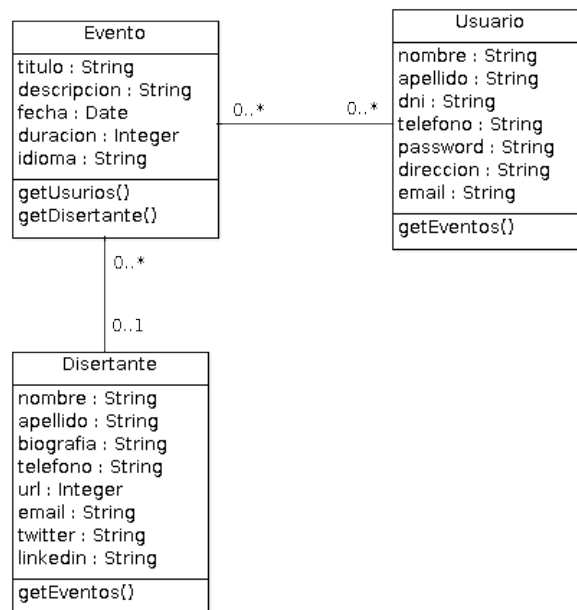 Evento
titulo : String
descripcion : String
fecha : Date
duracion : Integer
idioma : String
getUsurios()
getDisertante()
0..*
0..*
Usuario
nombre : String
apellido : String
dni : String
telefono : String
password : String
direccion : String
email : String
getEventos()
0..*
0..1
Disertante
nombre : String
apellido : String
biografia : String
telefono : String
url : Integer
email : String
twitter : String
linkedin : String
getEventos()